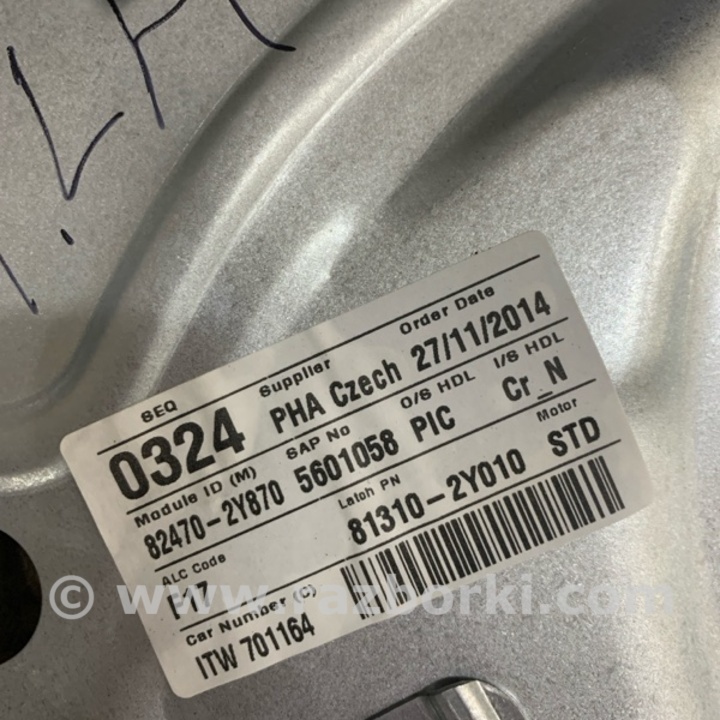 SEQ Supplier Order Date
0324 PHA Czech 27/11/2014
Module ID (M) SAP No O/S HDL I/S HDL
82470-2Y870 5601058 PIC Cr_N
ALC Code Latch PN Motor
81310-2Y010 STD
Car Number (C)
ITW 701164
© www.razborki.com